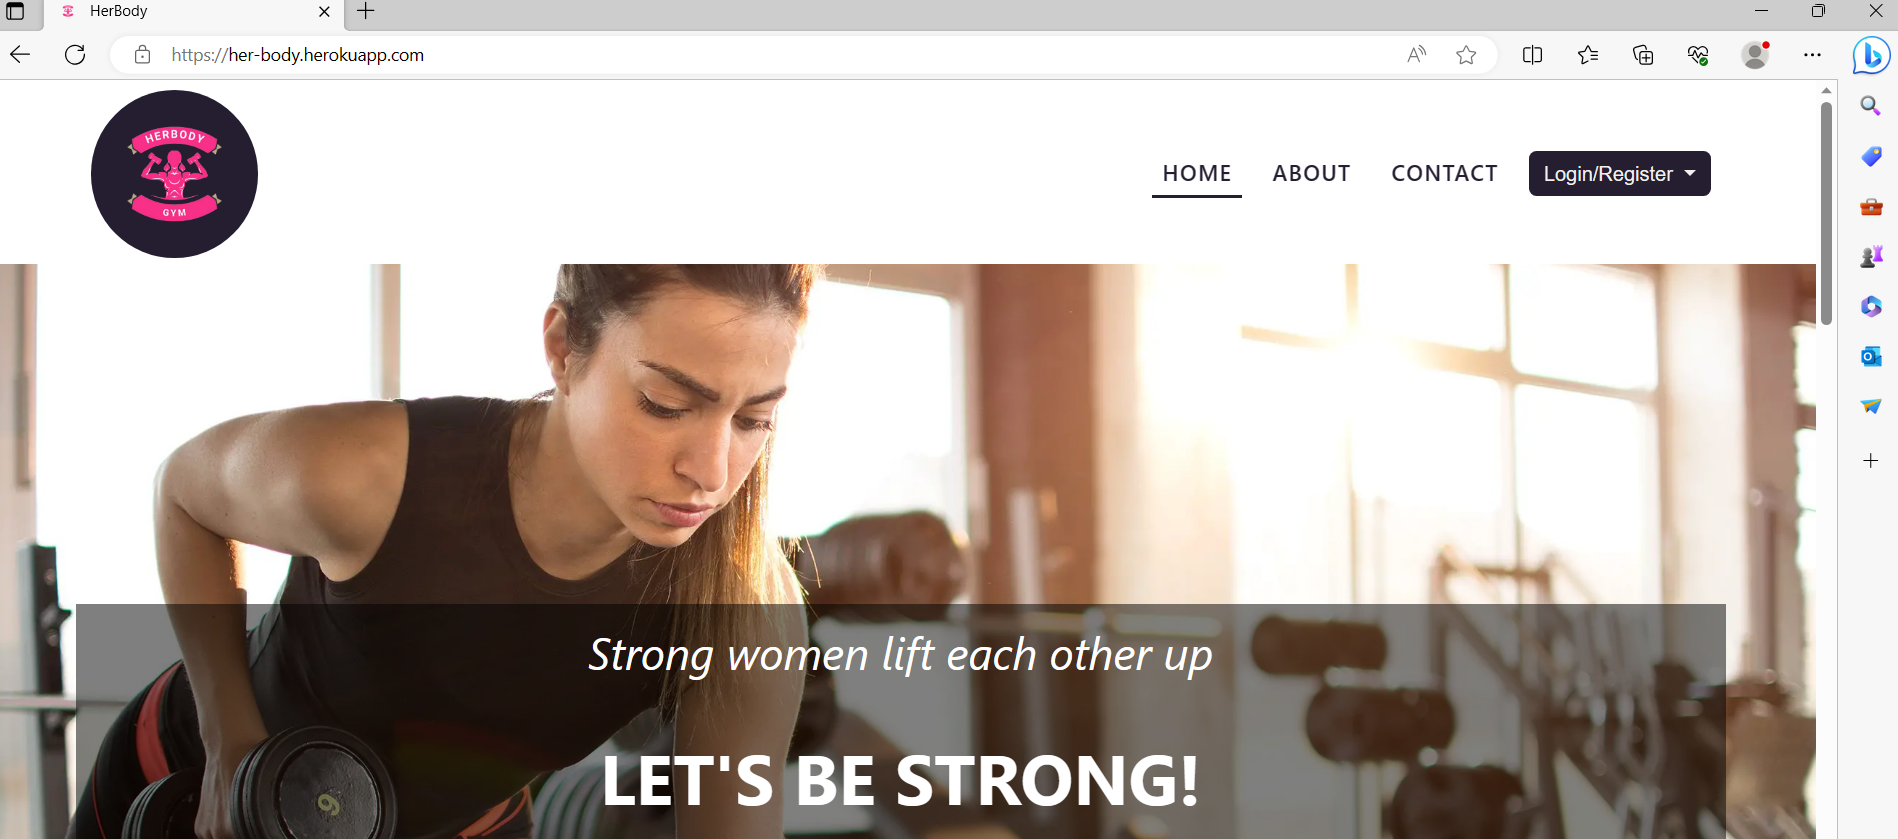 HerBody
https://her-body.herokuapp.com
HERBODY
GYM
HOME ABOUT CONTACT Login/Register
Strong women lift each other up
LET'S BE STRONG!
9